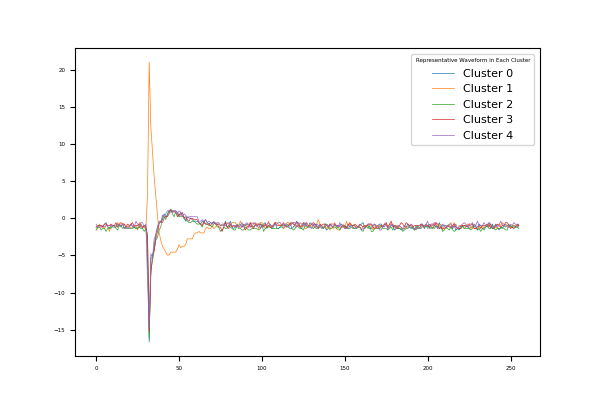 Representative Waveform in Each Cluster
Cluster 0
Cluster 1
Cluster 2
Cluster 3
Cluster 4
20
15
10
5
0
−5
−10
−15
0 50 100 150 200 250